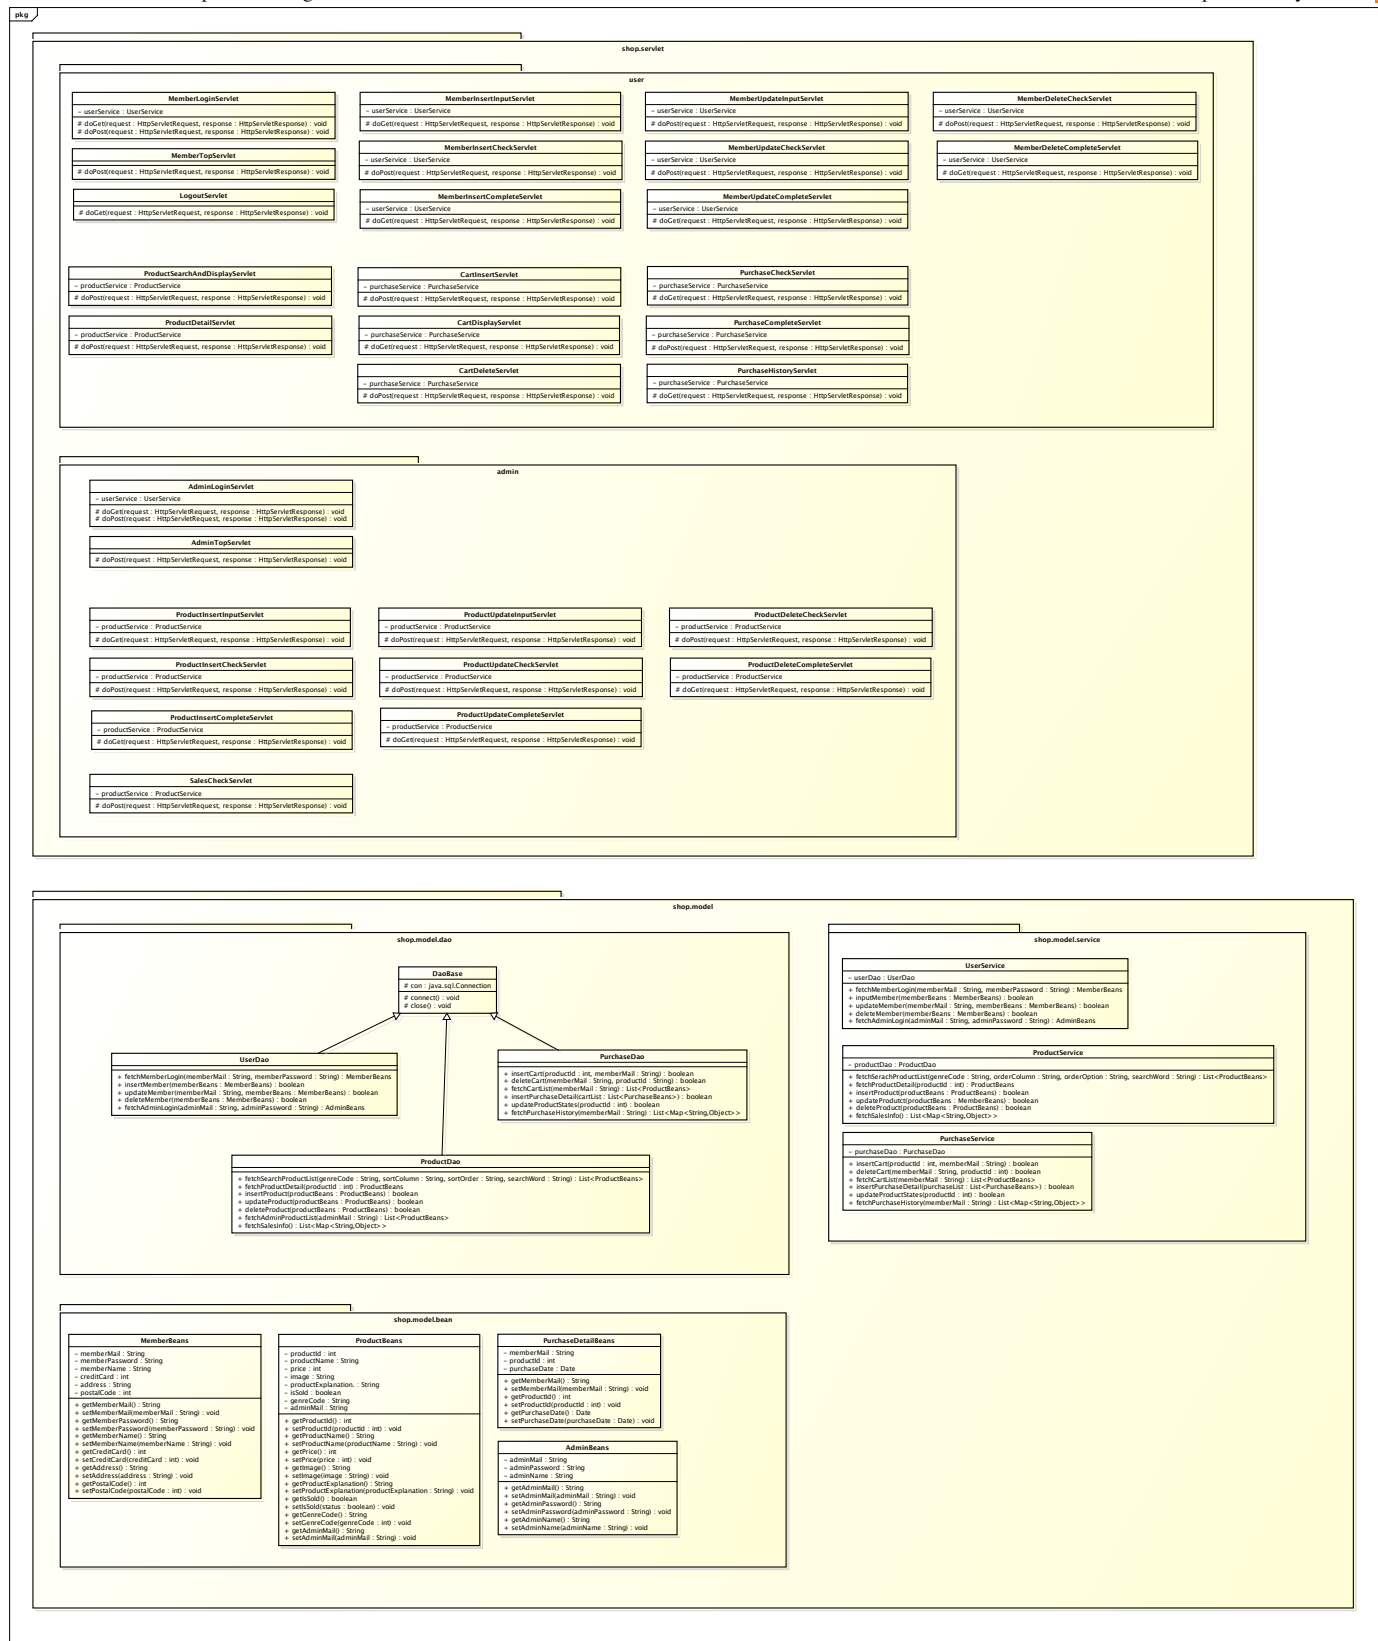 pkg
shop.servlet
user
MemberLoginServlet
− userService : UserService
# doGet(request : HttpServletRequest, response : HttpServletResponse) : void
# doPost(request : HttpServletRequest, response : HttpServletResponse) : void
MemberTopServlet
# doPost(request : HttpServletRequest, response : HttpServletResponse) : void
LogoutServlet
# doGet(request : HttpServletRequest, response : HttpServletResponse) : void
MemberInsertInputServlet
− userService : UserService
# doGet(request : HttpServletRequest, response : HttpServletResponse) : void
MemberInsertCheckServlet
− userService : UserService
# doPost(request : HttpServletRequest, response : HttpServletResponse) : void
MemberInsertCompleteServlet
− userService : UserService
# doGet(request : HttpServletRequest, response : HttpServletResponse) : void
MemberUpdateInputServlet
− userService : UserService
# doPost(request : HttpServletRequest, response : HttpServletResponse) : void
MemberUpdateCheckServlet
− userService : UserService
# doPost(request : HttpServletRequest, response : HttpServletResponse) : void
MemberUpdateCompleteServlet
− userService : UserService
# doGet(request : HttpServletRequest, response : HttpServletResponse) : void
MemberDeleteCheckServlet
− userService : UserService
# doPost(request : HttpServletRequest, response : HttpServletResponse) : void
MemberDeleteCompleteServlet
− userService : UserService
# doGet(request : HttpServletRequest, response : HttpServletResponse) : void
ProductSearchAndDisplayServlet
− productService : ProductService
# doPost(request : HttpServletRequest, response : HttpServletResponse) : void
ProductDetailServlet
− productService : ProductService
# doPost(request : HttpServletRequest, response : HttpServletResponse) : void
CartInsertServlet
− purchaseService : PurchaseService
# doPost(request : HttpServletRequest, response : HttpServletResponse) : void
CartDisplayServlet
− purchaseService : PurchaseService
# doGet(request : HttpServletRequest, response : HttpServletResponse) : void
CartDeleteServlet
− purchaseService : PurchaseService
# doPost(request : HttpServletRequest, response : HttpServletResponse) : void
PurchaseCheckServlet
− purchaseService : PurchaseService
# doGet(request : HttpServletRequest, response : HttpServletResponse) : void
PurchaseCompleteServlet
− purchaseService : PurchaseService
# doPost(request : HttpServletRequest, response : HttpServletResponse) : void
PurchaseHistoryServlet
− purchaseService : PurchaseService
# doGet(request : HttpServletRequest, response : HttpServletResponse) : void
admin
AdminLoginServlet
− userService : UserService
# doGet(request : HttpServletRequest, response : HttpServletResponse) : void
# doPost(request : HttpServletRequest, response : HttpServletResponse) : void
AdminTopServlet
# doPost(request : HttpServletRequest, response : HttpServletResponse) : void
ProductInsertInputServlet
− productService : ProductService
# doGet(request : HttpServletRequest, response : HttpServletResponse) : void
ProductInsertCheckServlet
− productService : ProductService
# doPost(request : HttpServletRequest, response : HttpServletResponse) : void
ProductInsertCompleteServlet
− productService : ProductService
# doGet(request : HttpServletRequest, response : HttpServletResponse) : void
SalesCheckServlet
− productService : ProductService
# doPost(request : HttpServletRequest, response : HttpServletResponse) : void
ProductUpdateInputServlet
− productService : ProductService
# doPost(request : HttpServletRequest, response : HttpServletResponse) : void
ProductUpdateCheckServlet
− productService : ProductService
# doPost(request : HttpServletRequest, response : HttpServletResponse) : void
ProductUpdateCompleteServlet
− productService : ProductService
# doGet(request : HttpServletRequest, response : HttpServletResponse) : void
ProductDeleteCheckServlet
− productService : ProductService
# doPost(request : HttpServletRequest, response : HttpServletResponse) : void
ProductDeleteCompleteServlet
− productService : ProductService
# doGet(request : HttpServletRequest, response : HttpServletResponse) : void
shop.model
shop.model.dao
DaoBase
# con : java.sql.Connection
# connect() : void
# close() : void
UserDao
+ fetchMemberLogin(memberMail : String, memberPassword : String) : MemberBeans
+ insertMember(memberBeans : MemberBeans) : boolean
+ updateMember(memberMail : String, memberBeans : MemberBeans) : boolean
+ deleteMember(memberBeans : MemberBeans) : boolean
+ fetchAdminLogin(adminMail : String, adminPassword : String) : AdminBeans
PurchaseDao
+ insertCart(productId : int, memberMail : String) : boolean
+ deleteCart(memberMail : String, productId : String) : boolean
+ fetchCartList(memberMail : String) : List<ProductBeans>
+ insertPurchaseDetail(cartList : List<PurchaseBeans>) : boolean
+ updateProductStates(productId : int) : boolean
+ fetchPurchaseHistory(memberMail : String) : List<Map<String,Object>>
ProductDao
+ fetchSearchProductList(genreCode : String, sortColumn : String, sortOrder : String, searchWord : String) : List<ProductBeans>
+ fetchProductDetail(productId : int) : ProductBeans
+ insertProduct(productBeans : ProductBeans) : boolean
+ updateProduct(productBeans : ProductBeans) : boolean
+ deleteProduct(productBeans : ProductBeans) : boolean
+ fetchAdminProductList(adminMail : String) : List<ProductBeans>
+ fetchSalesInfo() : List<Map<String,Object>>
shop.model.service
UserService
− userDao : UserDao
+ fetchMemberLogin(memberMail : String, memberPassword : String) : MemberBeans
+ inputMember(memberBeans : MemberBeans) : boolean
+ updateMember(memberMail : String, memberBeans : MemberBeans) : boolean
+ deleteMember(memberBeans : MemberBeans) : boolean
+ fetchAdminLogin(adminMail : String, adminPassword : String) : AdminBeans
ProductService
− productDao : ProductDao
+ fetchSerachProductList(genreCode : String, orderColumn : String, orderOption : String, searchWord : String) : List<ProductBeans>
+ fetchProductDetail(productId : int) : ProductBeans
+ insertProduct(productBeans : ProductBeans) : boolean
+ updateProdutct(productBeans : MemberBeans) : boolean
+ deleteProduct(productBeans : ProductBeans) : boolean
+ fetchSalesInfo() : List<Map<String,Object>>
PurchaseService
− purchaseDao : PurchaseDao
+ insertCart(productId : int, memberMail : String) : boolean
+ deleteCart(memberMail : String, productId : int) : boolean
+ fetchCartList(memberMail : String) : List<ProductBeans>
+ insertPurchaseDetail(purchaseList : List<PurchaseBeans>) : boolean
+ updateProductStates(productId : int) : boolean
+ fetchPurchaseHistory(memberMail : String) : List<Map<String,Object>>
shop.model.bean
MemberBeans
− memberMail : String
− memberPassword : String
− memberName : String
− creditCard : int
− address : String
− postalCode : int
+ getMemberMail() : String
+ setMemberMail(memberMail : String) : void
+ getMemberPassword() : String
+ setMemberPassword(memberPassword : String) : void
+ getMemberName() : String
+ setMemberName(memberName : String) : void
+ getCreditCard() : int
+ setCreditCard(creditCard : int) : void
+ getAddress() : String
+ setAddress(address : String) : void
+ getPostalCode() : int
+ setPostalCode(postalCode : int) : void
ProductBeans
− productId : int
− productName : String
− price : int
− image : String
− productExplanation. : String
− isSold : boolean
− genreCode : String
− adminMail : String
+ getProductId() : int
+ setProductId(productId : int) : void
+ getProductName() : String
+ setProductName(productName : String) : void
+ getPrice() : int
+ setPrice(price : int) : void
+ getImage() : String
+ setImage(image : String) : void
+ getProductExplanation() : String
+ setProductExplanation(productExplanation : String) : void
+ getIsSold() : boolean
+ setIsSold(status : boolean) : void
+ getGenreCode() : String
+ setGenreCode(genreCode : int) : void
+ getAdminMail() : String
+ setAdminMail(adminMail : String) : void
PurchaseDetailBeans
− memberMail : String
− productId : int
− purchaseDate : Date
+ getMemberMail() : String
+ setMemberMail(memberMail : String) : void
+ getProductId() : int
+ setProductId(productId : int) : void
+ getPurchaseDate() : Date
+ setPurchaseDate(purchaseDate : Date) : void
AdminBeans
− adminMail : String
− adminPassword : String
− adminName : String
+ getAdminMail() : String
+ setAdminMail(adminMail : String) : void
+ getAdminPassword() : String
+ setAdminPassword(adminPassword : String) : void
+ getAdminName() : String
+ setAdminName(adminName : String) : void